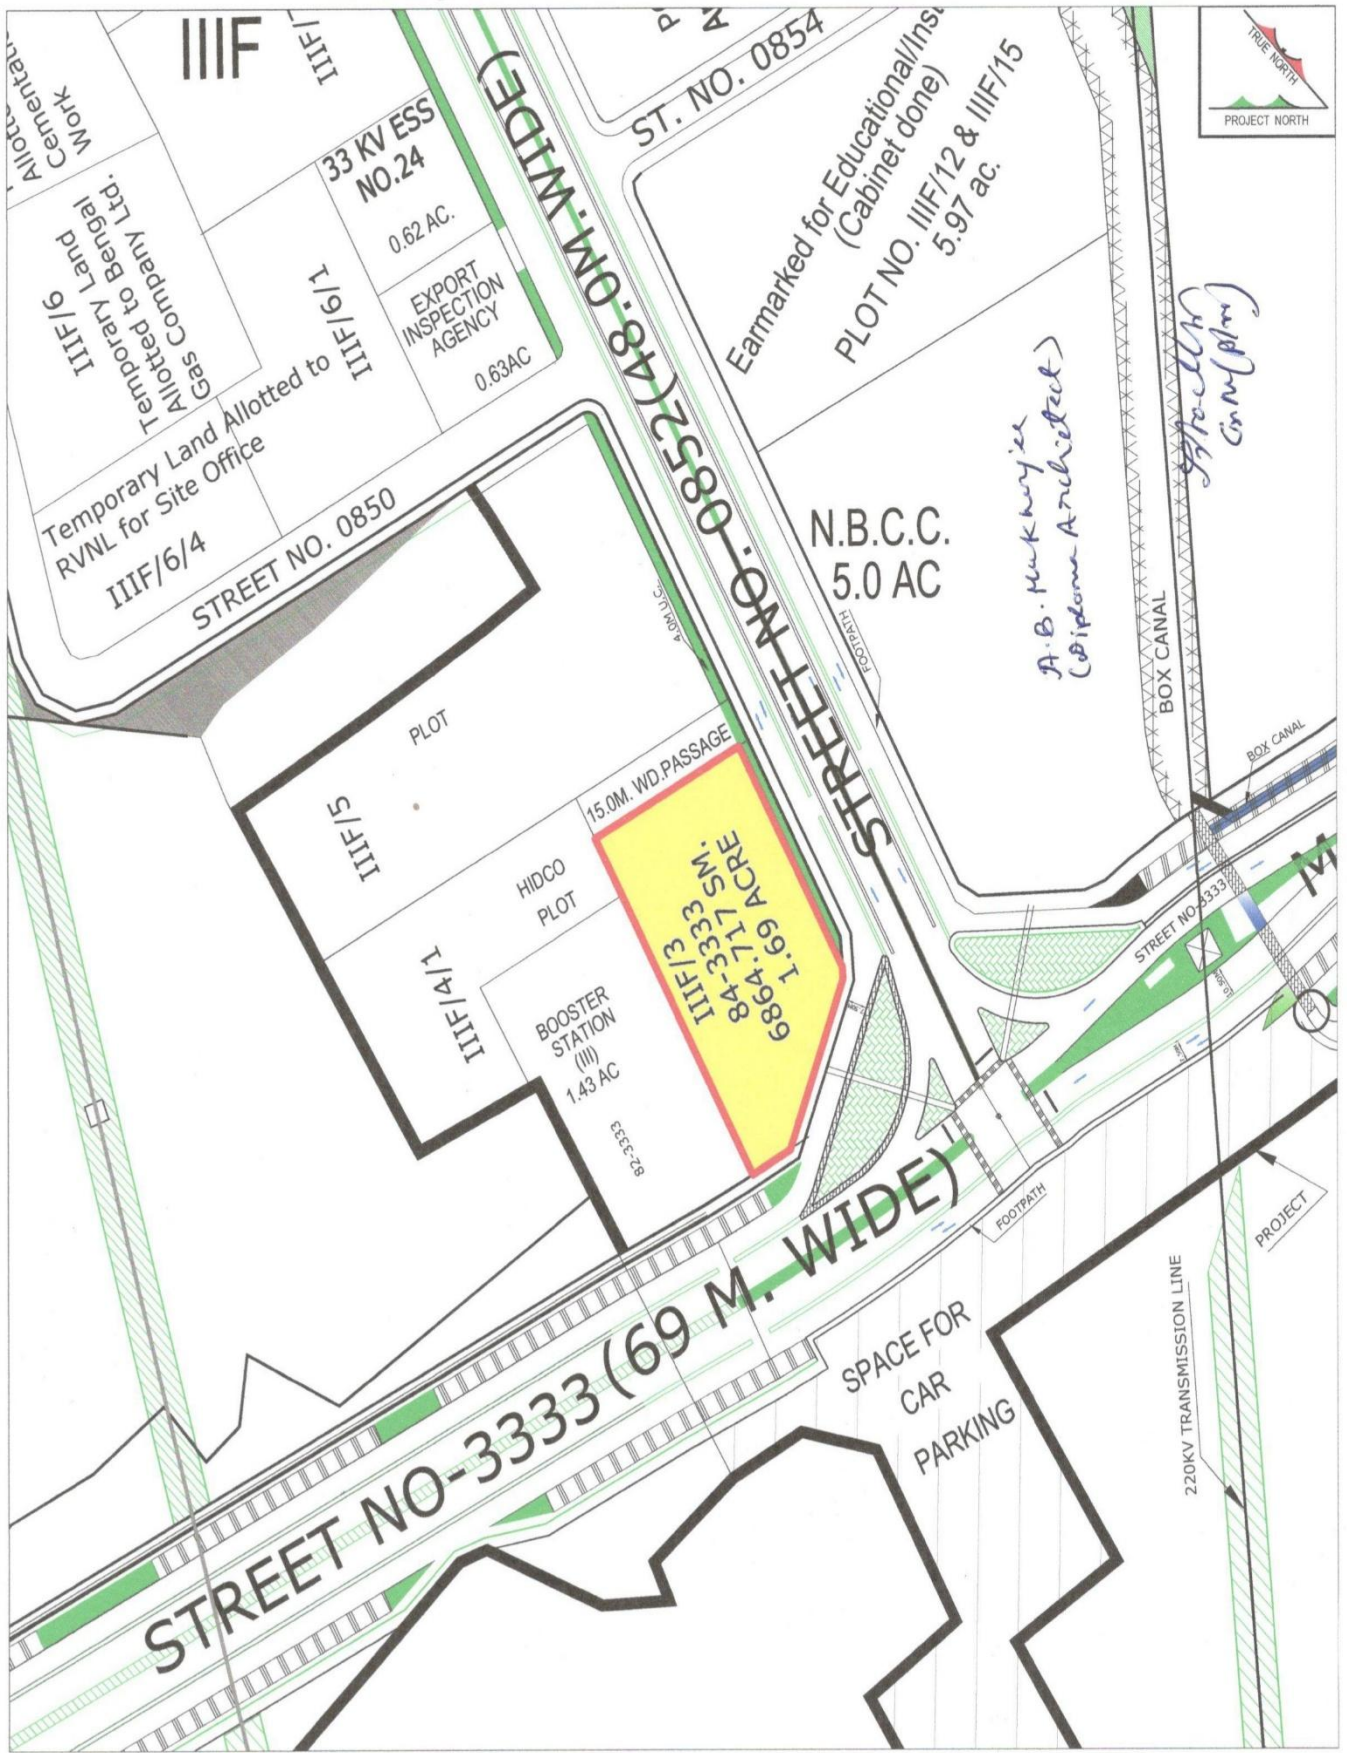 IIIF
IIIF/
Cementat
Work
IIIF/6
Temporary Land
Allotted to Bengal
Gas Company Ltd.
33 KV ESS
NO.24
0.62 AC.
IIIF/6/1
EXPORT
INSPECTION
AGENCY
0.63AC
Temporary Land Allotted to
RVNL for Site Office
IIIF/6/4
STREET NO. 0850
ST. NO. 0854
STREET NO. 0852(48.0M.WIDE)
Earmarked for Educational/Inst
(Cabinet done)
PLOT NO. IIIF/12 & IIIF/15
5.97 ac.
TRUE NORTH
PROJECT NORTH
N.B.C.C.
5.0 AC
A.B. Mukherjee
(Diploma Architect)
4.0M.U.C.
FOOTPATH
BOX CANAL
BOX CANAL
PLOT
IIIF/5
15.0M. WD.PASSAGE
HIDCO
PLOT
IIIF/4/1
BOOSTER
STATION
(III)
1.43 AC
82-3333
IIIF/3
84-3333
6864.717 SM.
1.69 ACRE
STREET NO-3333
M
STREET NO-3333 (69 M. WIDE)
FOOTPATH
SPACE FOR
CAR
PARKING
PROJECT
220KV TRANSMISSION LINE